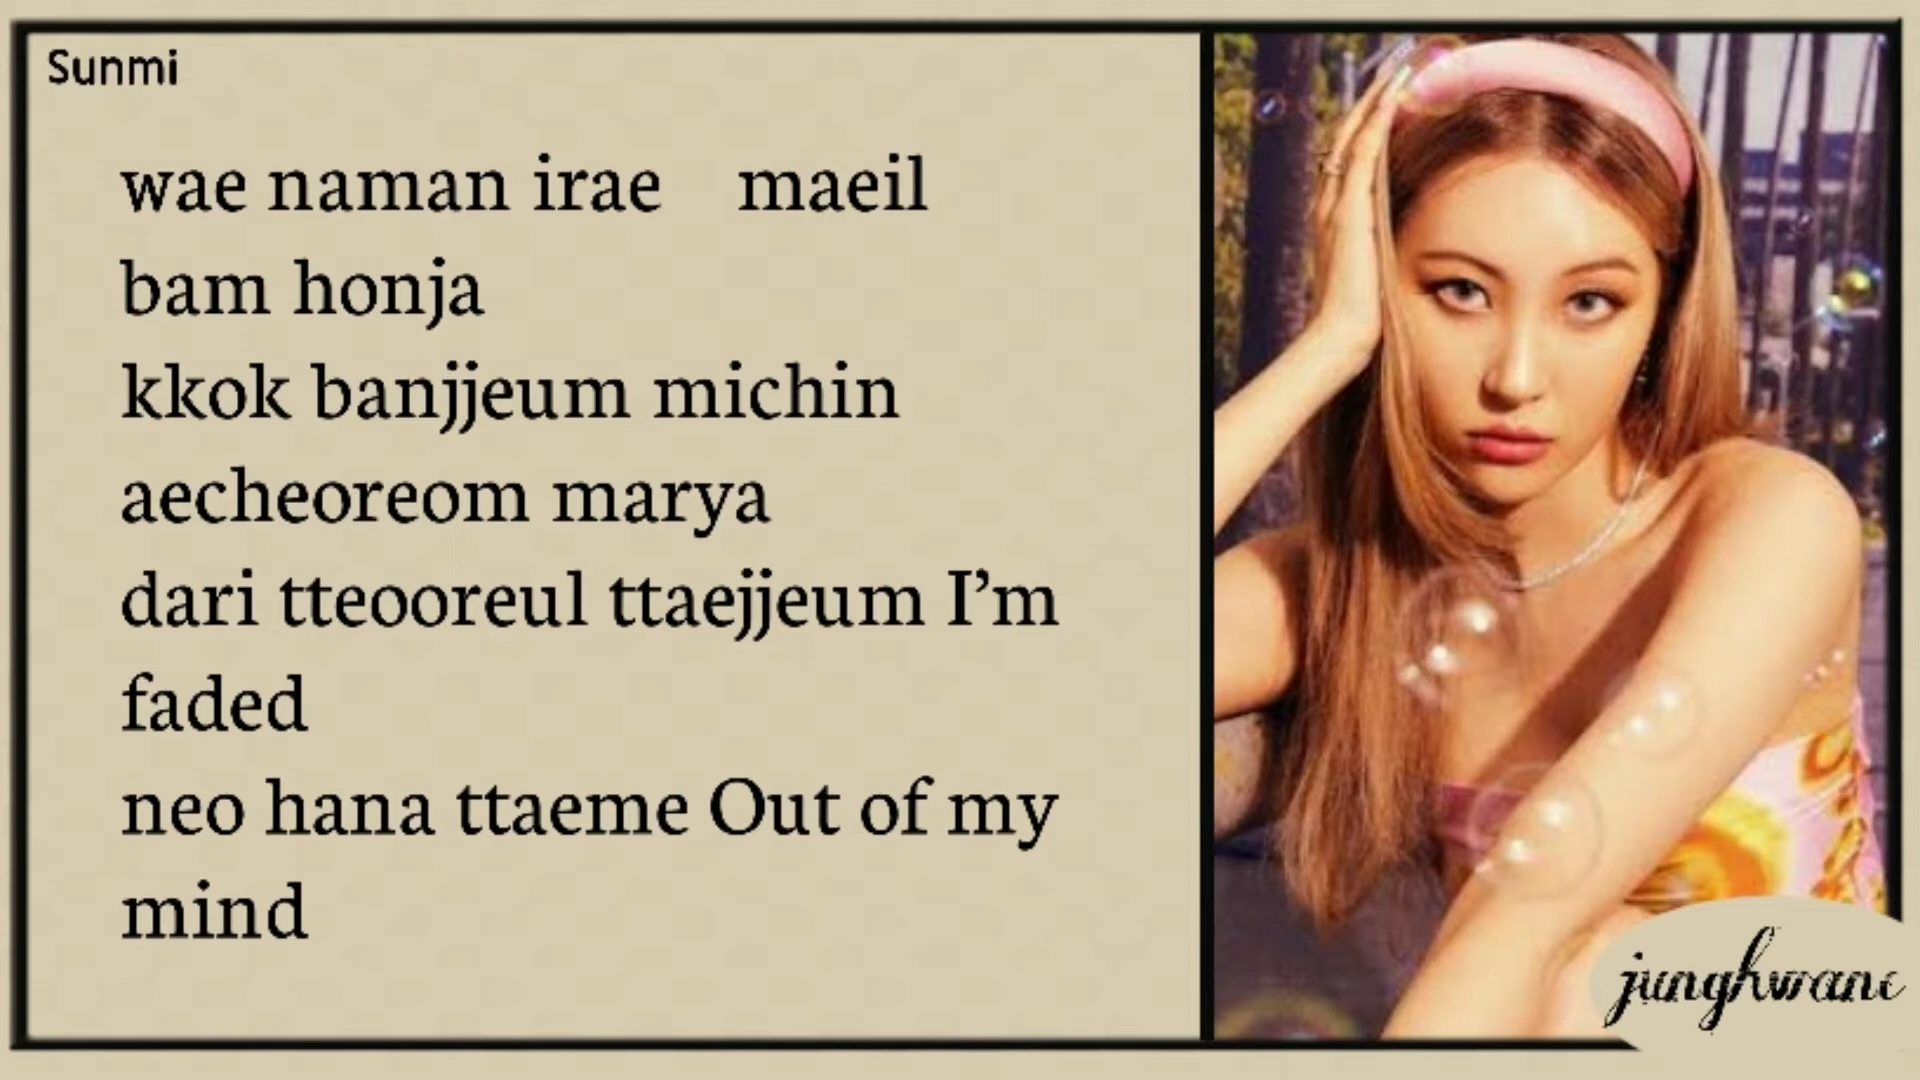 Sunmi
wae naman irae maeil
bam honja
kkok banjjeum michin
aecheoreom marya
dari tteooreul ttaejjeum I’m
faded
neo hana ttaeme Out of my
mind
junghwanc